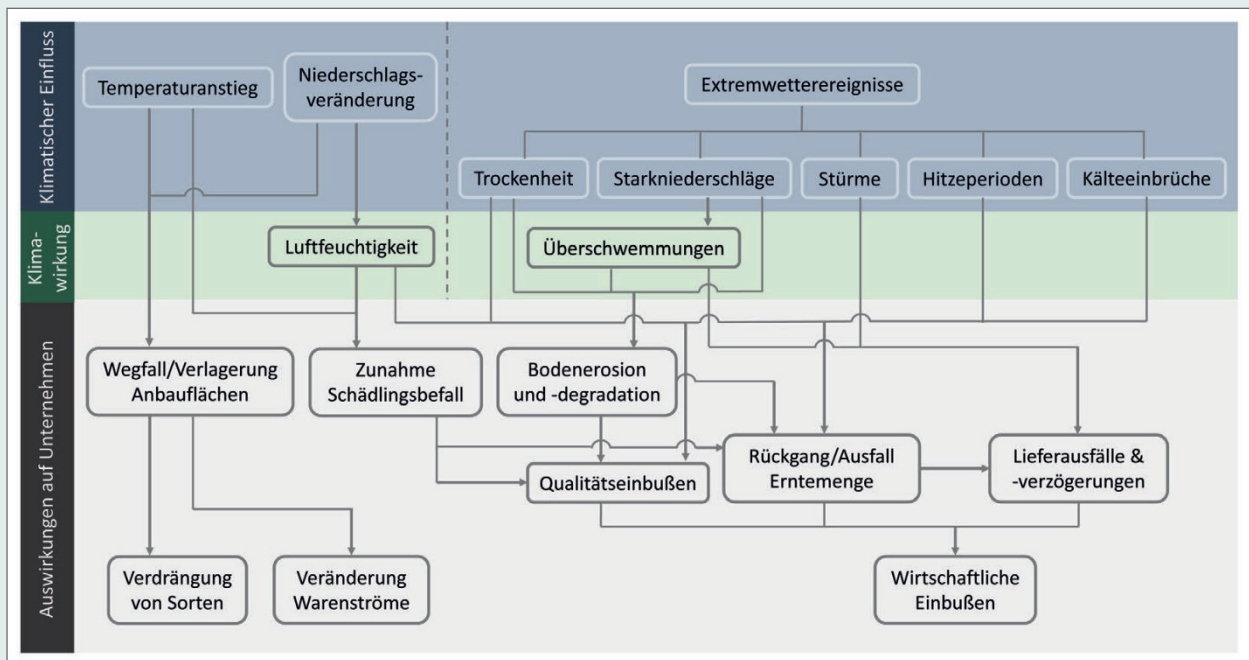 Klimatischer Einfluss
Temperaturanstieg
Niederschlags-
veränderung
Extremwetterereignisse
Trockenheit
Starkniederschläge
Stürme
Hitzeperioden
Kälteeinbrüche
Klima-
wirkung
Luftfeuchtigkeit
Überschwemmungen
Auswirkungen auf Unternehmen
Wegfall/Verlagerung
Anbauflächen
Zunahme
Schädlingsbefall
Bodenerosion
und -degradation
Qualitätseinbußen
Rückgang/Ausfall
Erntemenge
Lieferausfälle &
-verzögerungen
Verdrängung
von Sorten
Veränderung
Warenströme
Wirtschaftliche
Einbußen